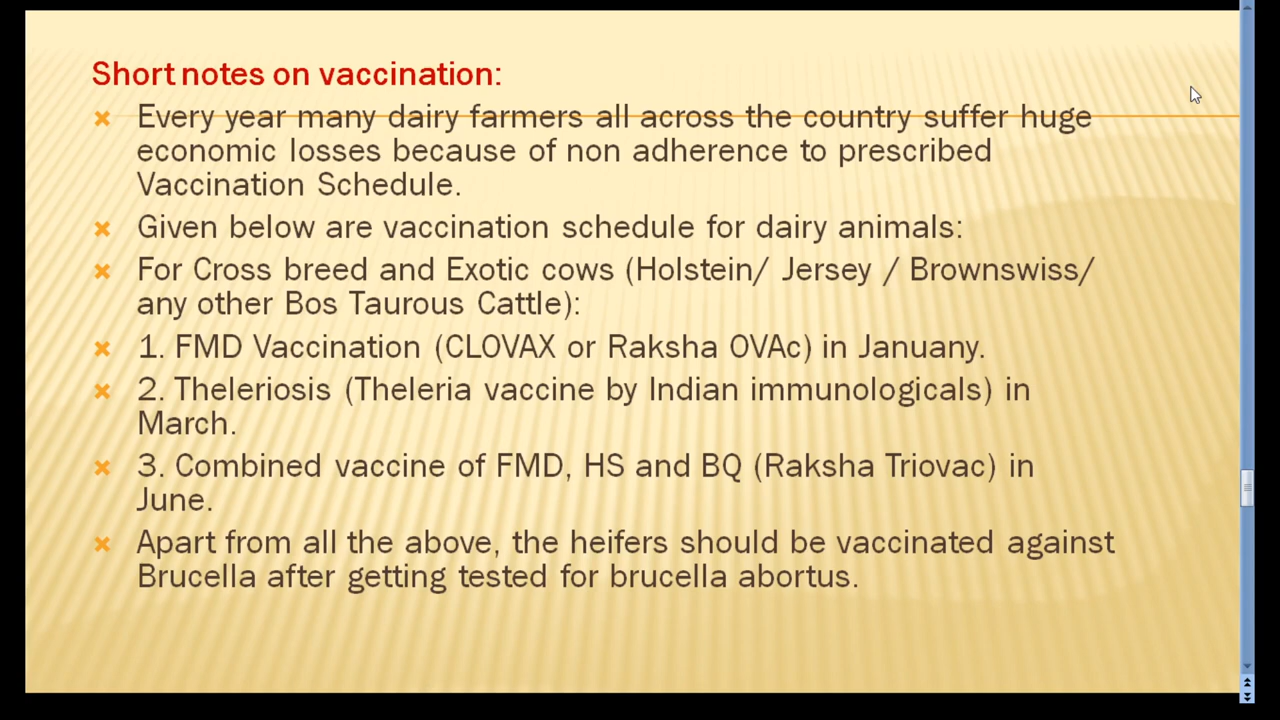 Short notes on vaccination:
Every year many dairy farmers all across the country suffer huge
economic losses because of non adherence to prescribed
Vaccination Schedule.
Given below are vaccination schedule for dairy animals:
For Cross breed and Exotic cows (Holstein/ Jersey / Brownswiss/
any other Bos Taurous Cattle):
1. FMD Vaccination (CLOVAX or Raksha OVAc) in Januany.
2. Theleriosis (Theleria vaccine by Indian immunologicals) in
March.
3. Combined vaccine of FMD, HS and BQ (Raksha Triovac) in
June.
Apart from all the above, the heifers should be vaccinated against
Brucella after getting tested for brucella abortus.